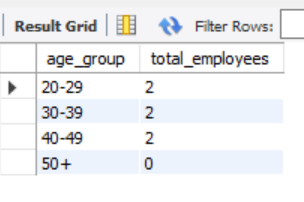 Result Grid Filter Rows:
age_group total_employees
20-29 2
30-39 2
40-49 2
50+ 0